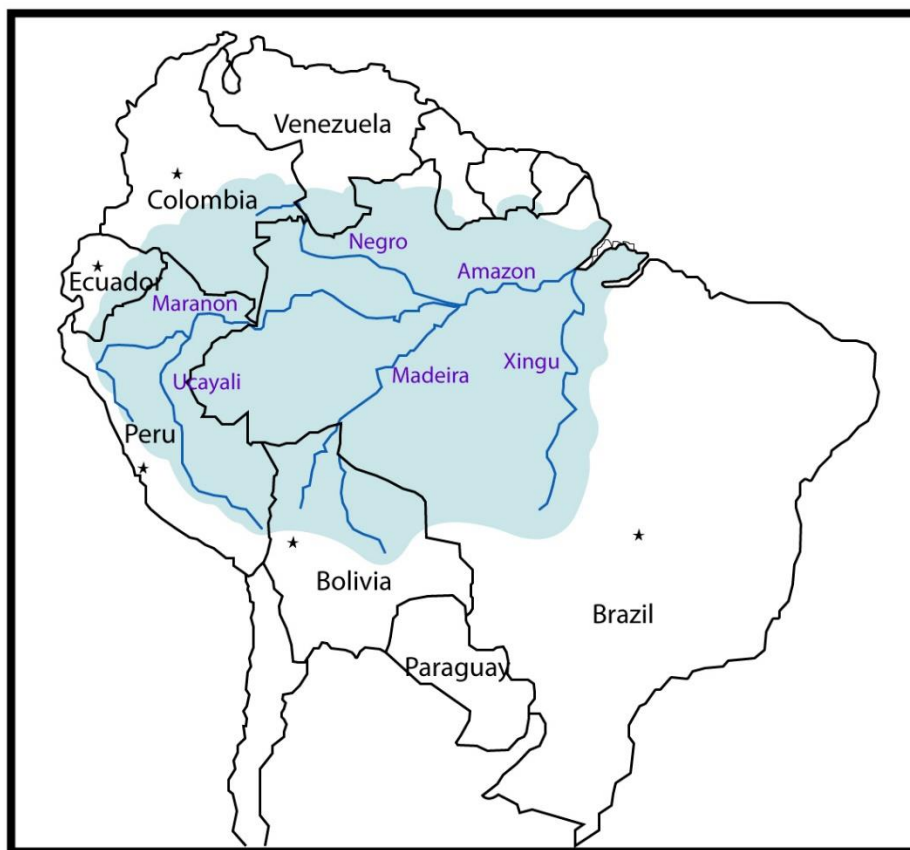 Venezuela
Colombia
Negro
Amazon
Ecuador
Maranon
Xingu
Ucayali
Madeira
Peru
Bolivia
Brazil
Paraguay